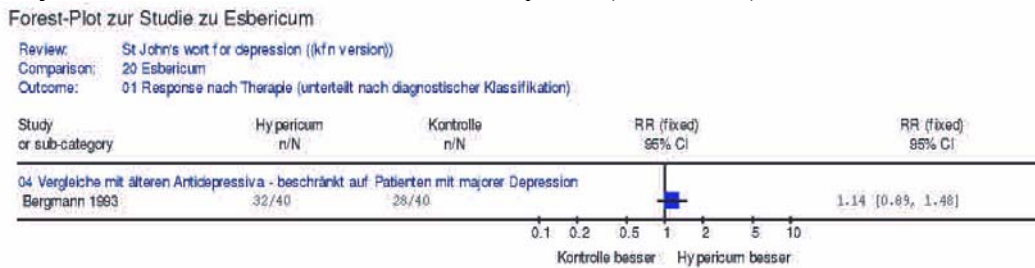 Forest-Plot zur Studie zu Esbericum
Review: St John's wort for depression ((kfn version))
Comparison: 20 Esbericum
Outcome: 01 Response nach Therapie (unterteilt nach diagnostischer Klassifikation)
Study Hypericum Kontrolle RR (fixed) RR (fixed)
or sub-category n/N n/N 95% CI 95% CI
04 Vergleiche mit älteren Antidepressiva - beschränkt auf Patienten mit majorer Depression
Bergmann 1993 32/40 28/40 1.14 [0.89, 1.48]
0.1 0.2 0.5 1 2 5 10
Kontrolle besser Hypericum besser